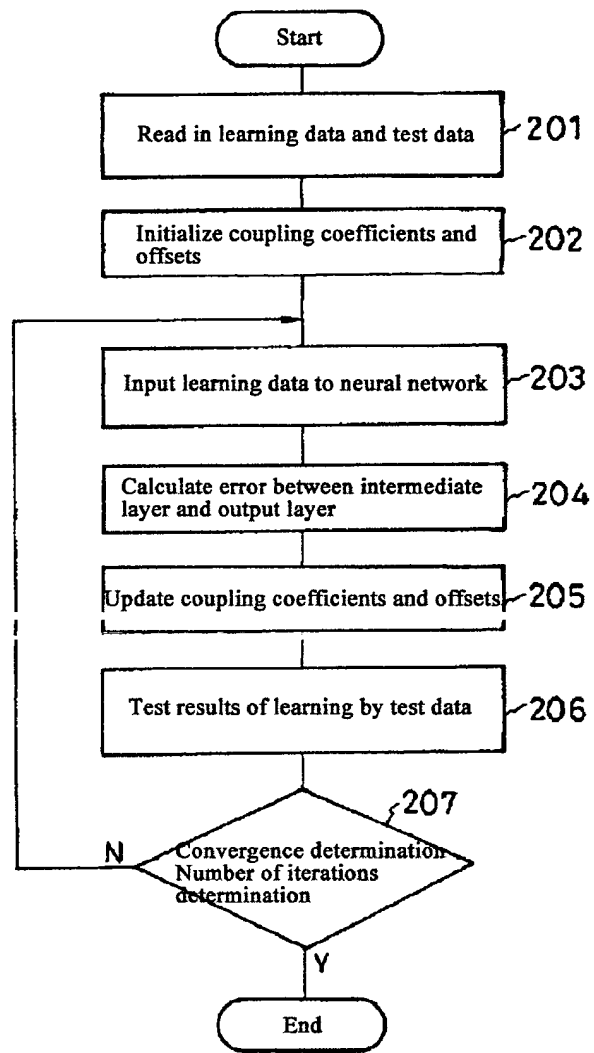 Start
Read in learning data and test data
201
Initialize coupling coefficients and
offsets
202
Input learning data to neural network
203
Calculate error between intermediate
layer and output layer
204
Update coupling coefficients and offsets
205
Test results of learning by test data
206
207
Convergence determination
Number of iterations
determination
N
Y
End